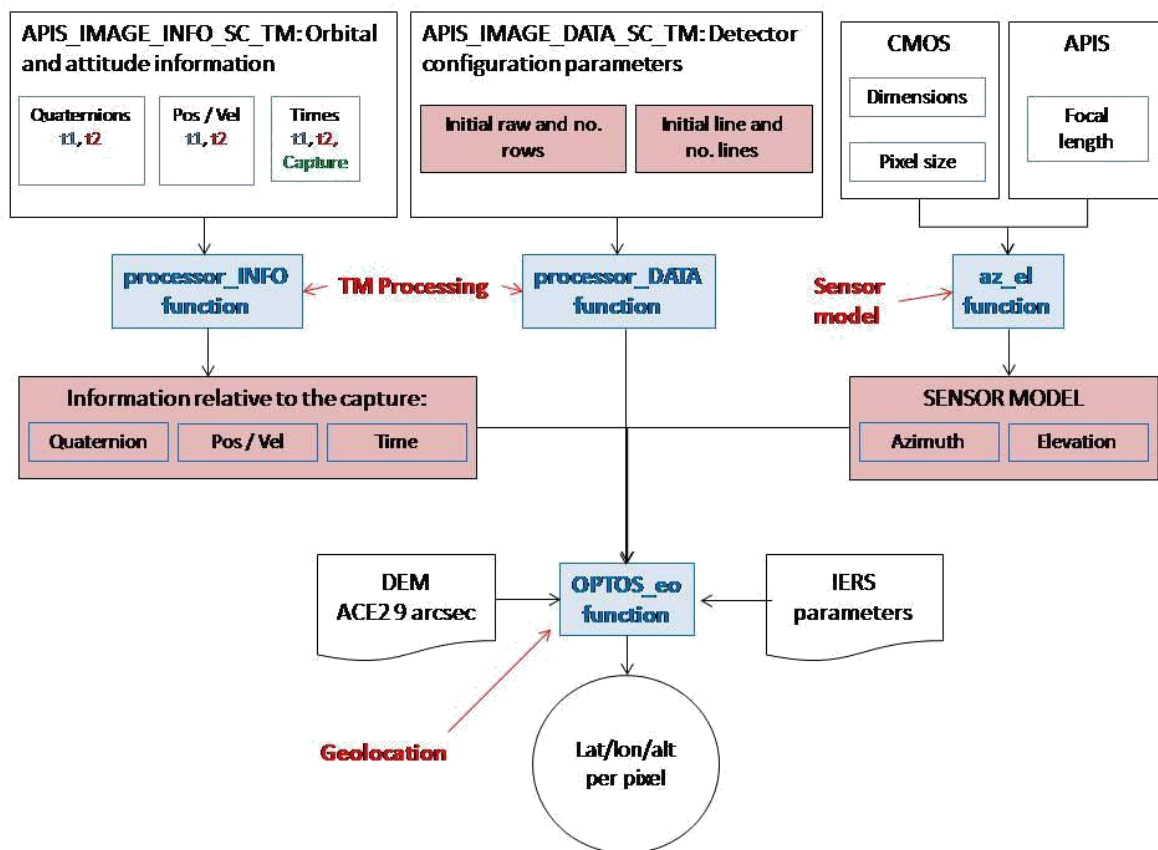 APIS_IMAGE_INFO_SC_TM: Orbital
and attitude information
Quaternions
t1, t2
Pos / Vel
t1, t2
Times
t1, t2,
Capture
APIS_IMAGE_DATA_SC_TM: Detector
configuration parameters
Initial raw and no.
rows
Initial line and
no. lines
CMOS
Dimensions
Pixel size
APIS
Focal
length
processor_INFO
function
TM Processing
processor_DATA
function
Sensor
model
az_el
function
Information relative to the capture:
Quaternion
Pos / Vel
Time
SENSOR MODEL
Azimuth
Elevation
DEM
ACE2 9 arcsec
OPTOS_eo
function
IERS
parameters
Geolocation
Lat/lon/alt
per pixel